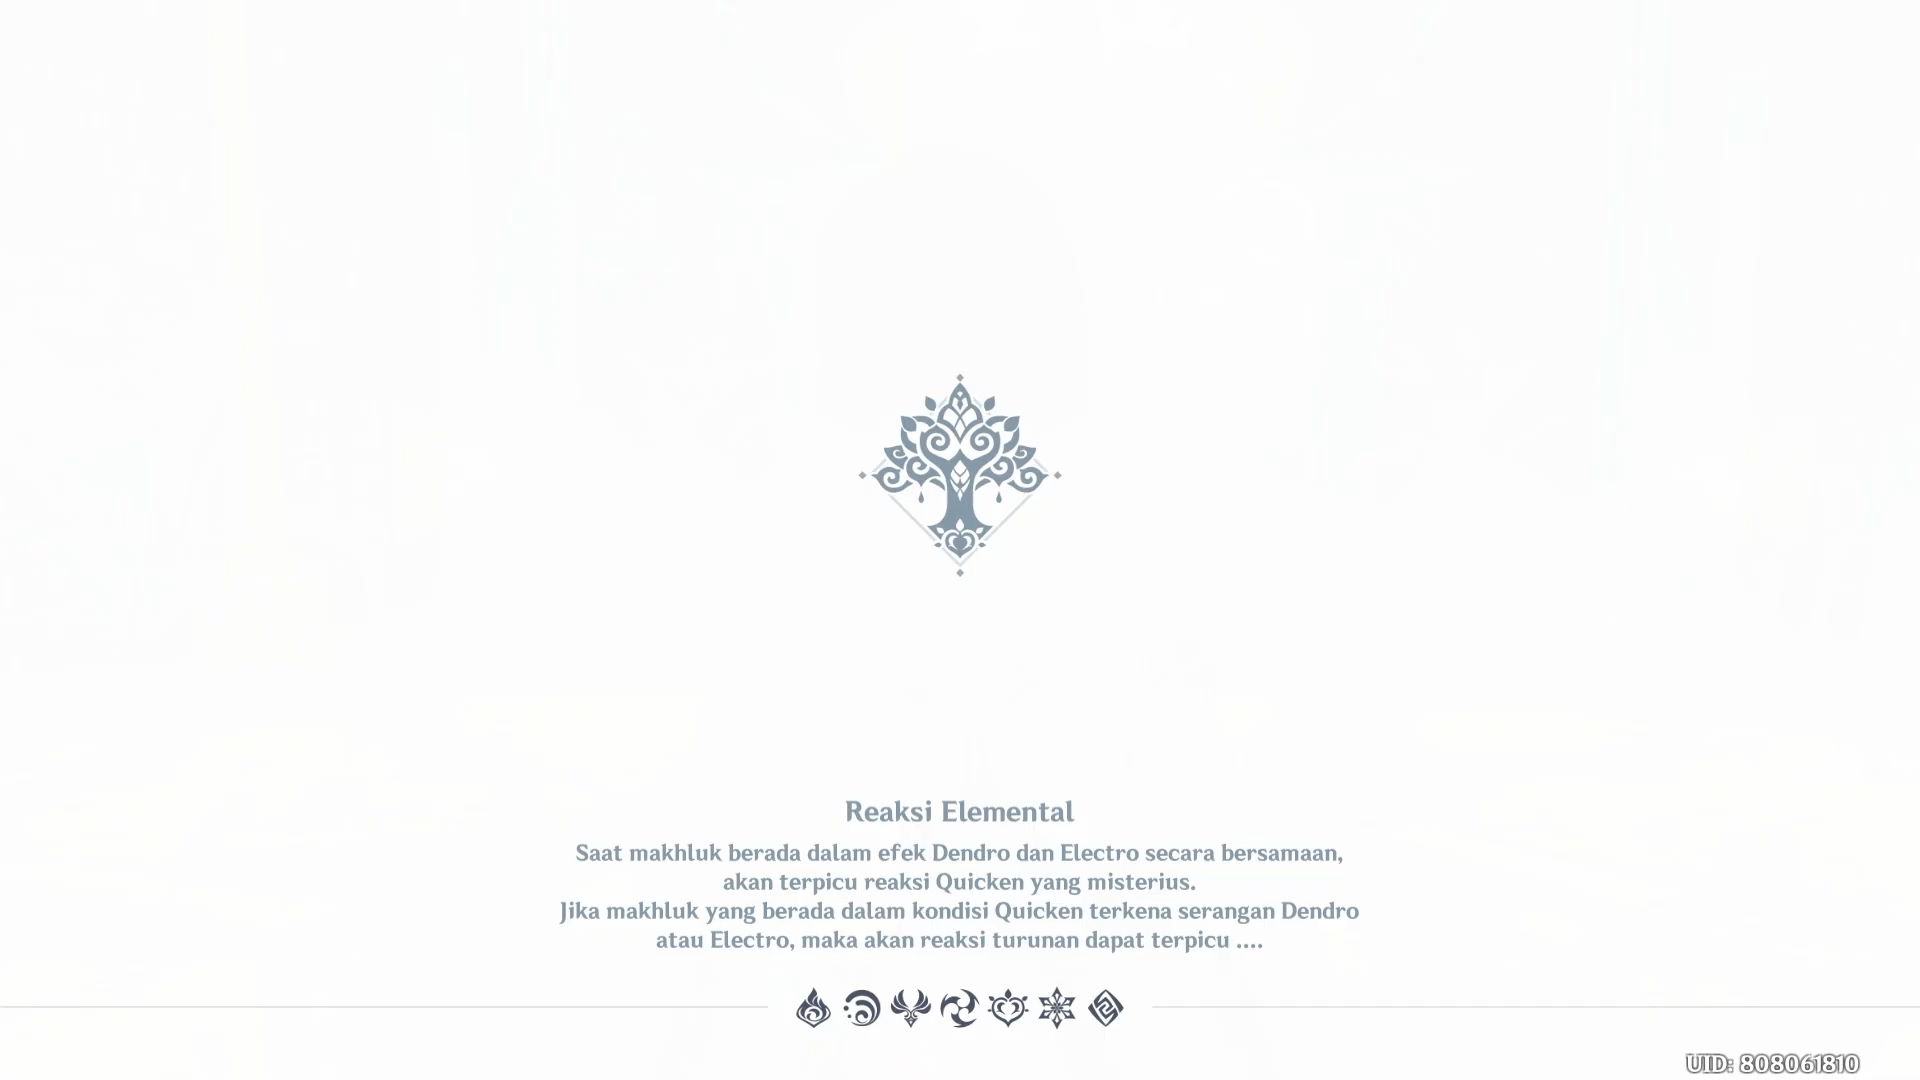 Reaksi Elemental
Saat makhluk berada dalam efek Dendro dan Electro secara bersamaan,
akan terpicu reaksi Quicken yang misterius.
Jika makhluk yang berada dalam kondisi Quicken terkena serangan Dendro
atau Electro, maka akan reaksi turunan dapat terpicu ....
UID: 808061810